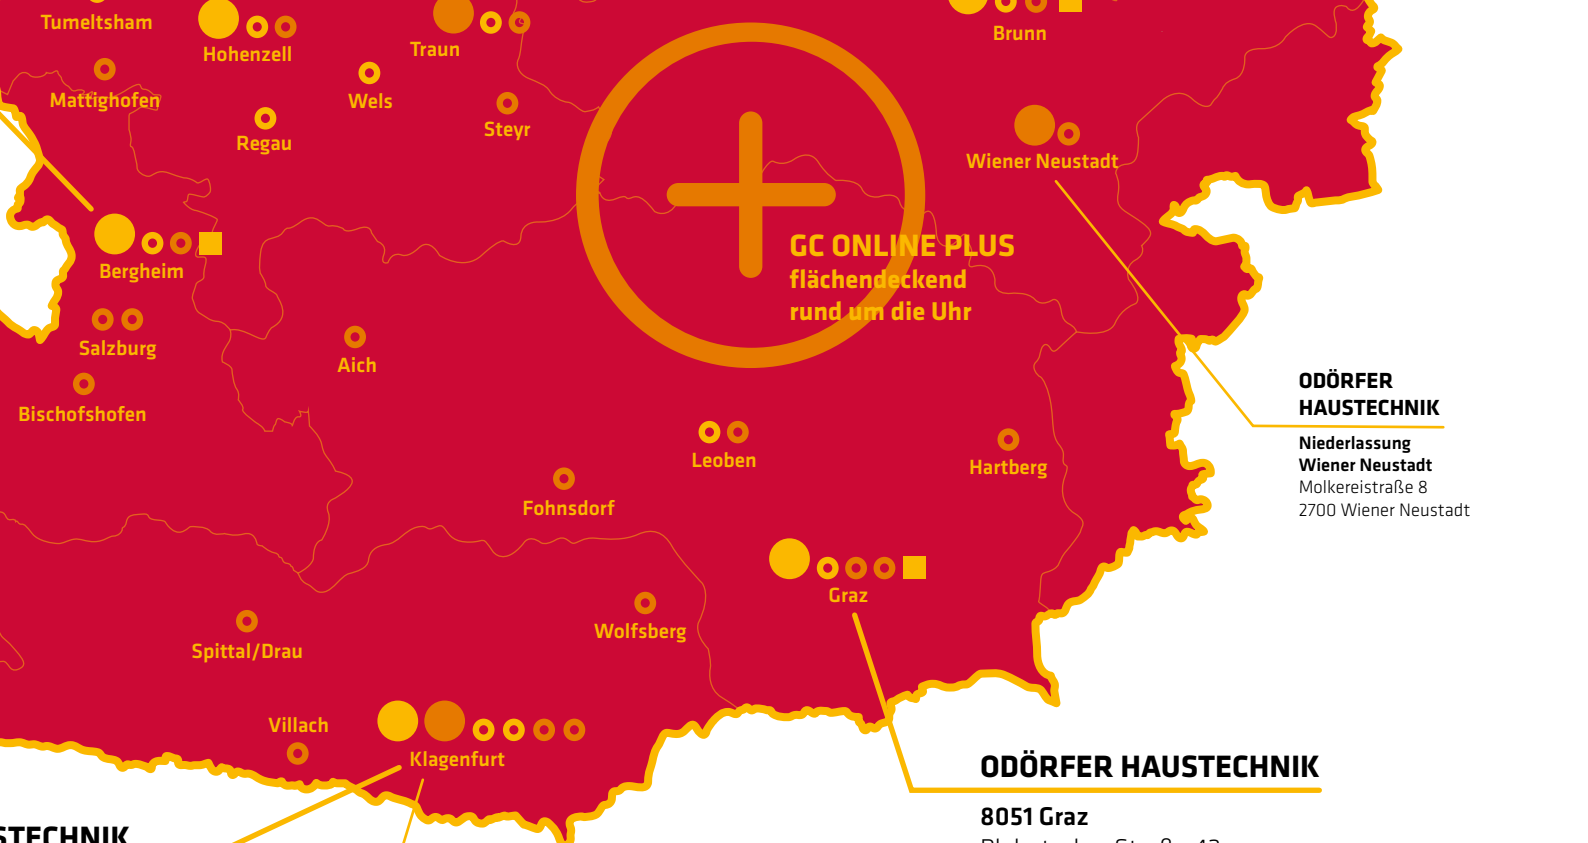 Tumeltsham
Hohenzell
Traun
Brunn
Mattighofen
Wels
Regau
Steyr
Wiener Neustadt
Bergheim
GC ONLINE PLUS
flächendeckend
rund um die Uhr
Salzburg
Aich
Bischofshofen
ODÖRFER
HAUSTECHNIK
Niederlassung
Wiener Neustadt
Molkereistraße 8
2700 Wiener Neustadt
Leoben
Hartberg
Fohnsdorf
Graz
Wolfsberg
Spittal/Drau
Villach
Klagenfurt
ODÖRFER HAUSTECHNIK
8051 Graz
STECHNIK